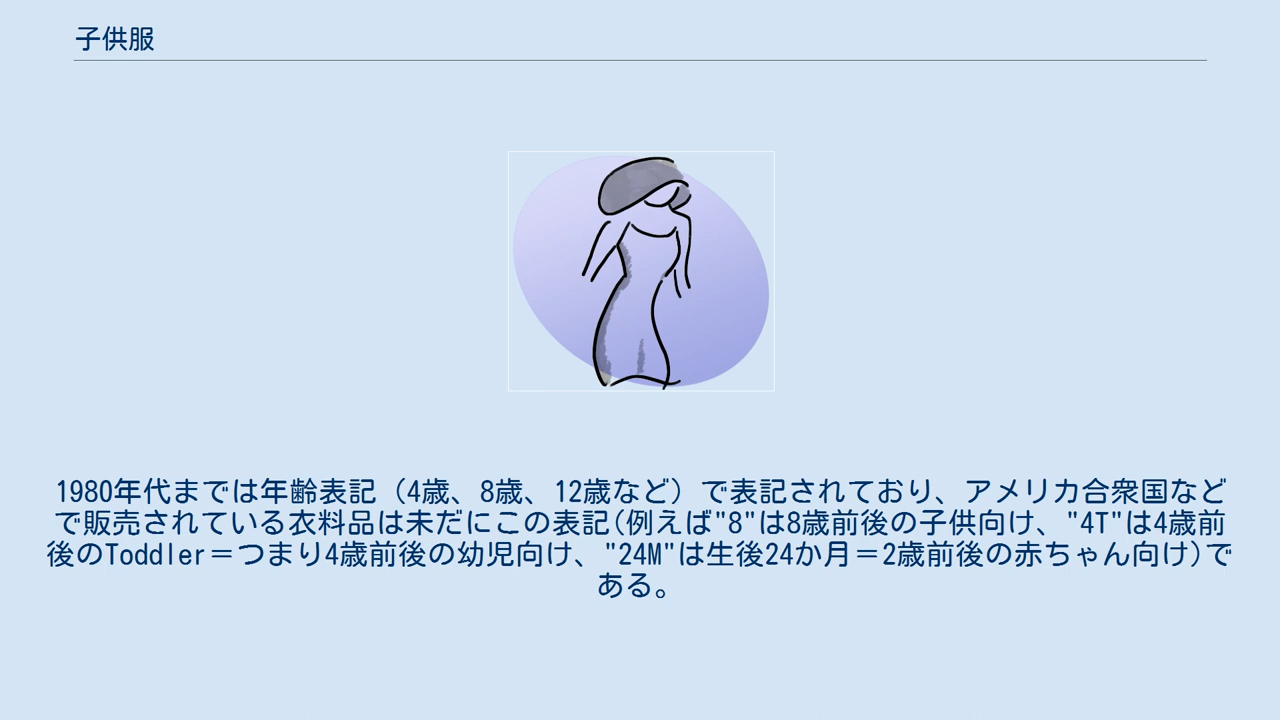 子供服
1980年代までは年齢表記（4歳、8歳、12歳など）で表記されており、アメリカ合衆国など
で販売されている衣料品は未だにこの表記(例えば"8"は8歳前後の子供向け、"4T"は4歳前
後のToddler＝つまり4歳前後の幼児向け、"24M"は生後24か月＝2歳前後の赤ちゃん向け)で
ある。